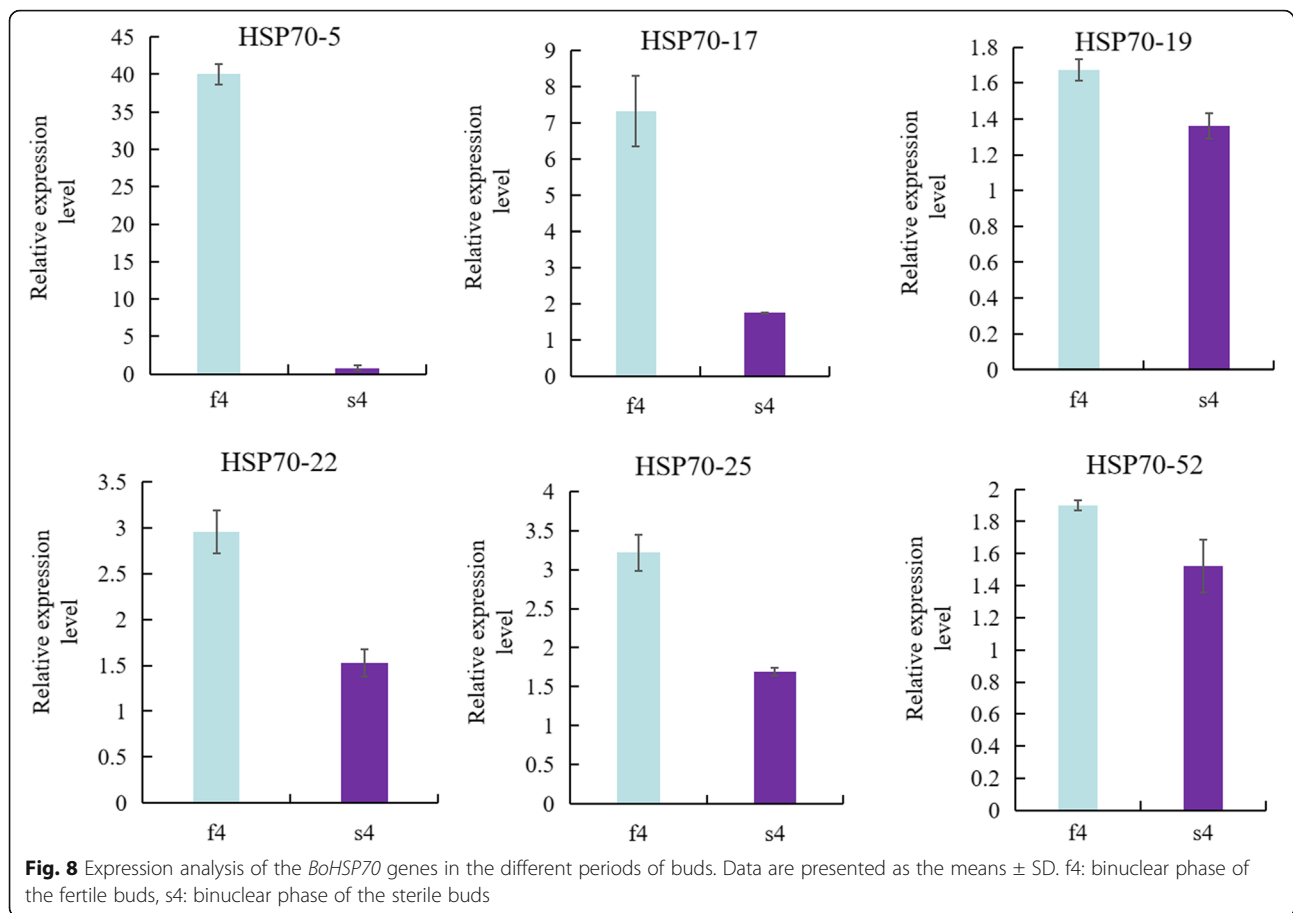 HSP70-5
45
40
35
30
25
20
15
10
5
0
Relative expression
level
f4 s4
HSP70-17
9
8
7
6
5
4
3
2
1
0
Relative expression
level
f4 s4
HSP70-19
1.8
1.6
1.4
1.2
1
0.8
0.6
0.4
0.2
0
Relative expression
level
f4 s4
HSP70-22
3.5
3
2.5
2
1.5
1
0.5
0
Relative expression
level
f4 s4
HSP70-25
4
3.5
3
2.5
2
1.5
1
0.5
0
Relative expression
level
f4 s4
HSP70-52
2
1.8
1.6
1.4
1.2
1
0.8
0.6
0.4
0.2
0
Relative expression
level
f4 s4
Fig. 8 Expression analysis of the BoHSP70 genes in the different periods of buds. Data are presented as the means ± SD. f4: binuclear phase of
the fertile buds, s4: binuclear phase of the sterile buds